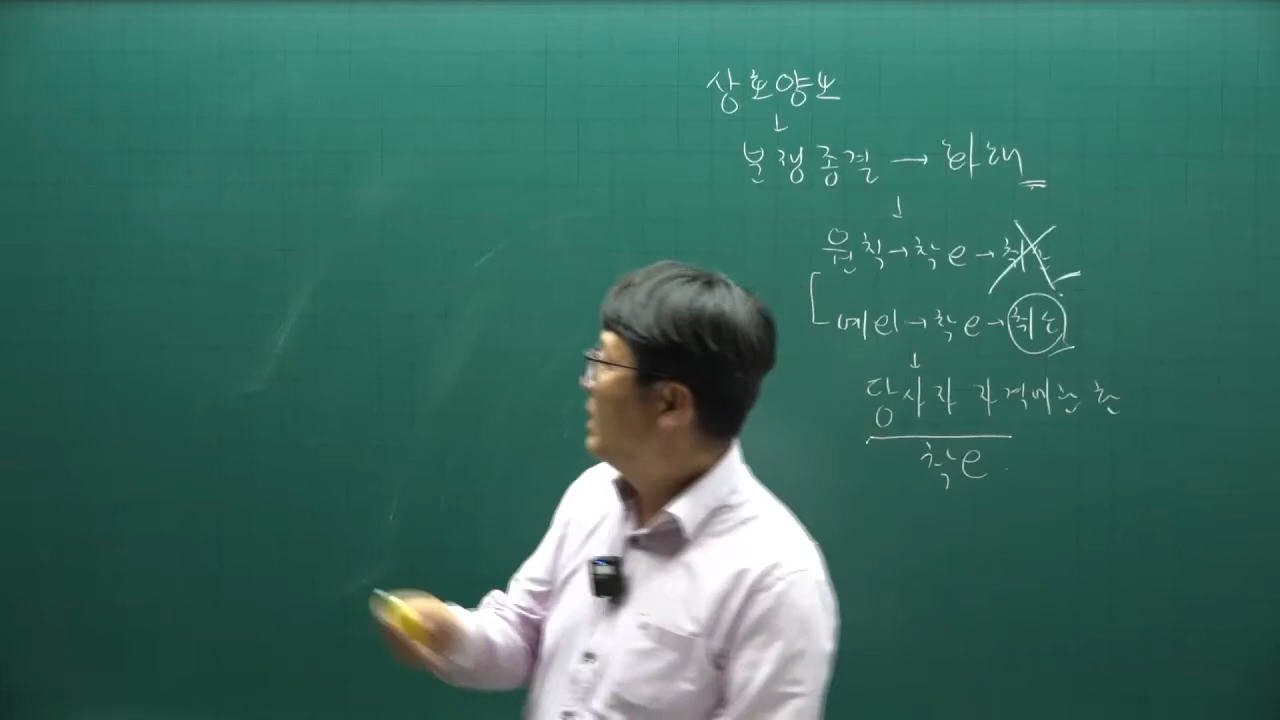 상호양보
↓
분쟁종결 → 화해
↓
원칙 → 착e → 취소
예외 → 착e → 취소
↓
당사자 자격에 관한
착e